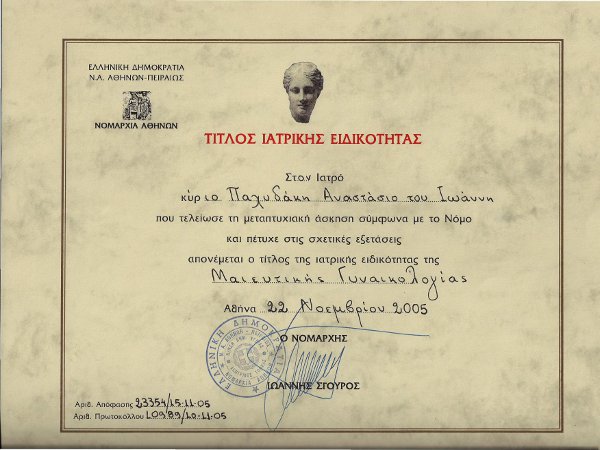 ΕΛΛΗΝΙΚΗ ΔΗΜΟΚΡΑΤΙΑ
Ν.Α. ΑΘΗΝΩΝ-ΠΕΙΡΑΙΩΣ
ΝΟΜΑΡΧΙΑ ΑΘΗΝΩΝ
ΤΙΤΛΟΣ ΙΑΤΡΙΚΗΣ ΕΙΔΙΚΟΤΗΤΑΣ
Στον Ιατρό
κύριο Παχυδάκη Αναστάσιο του Ιωάννη
που τελείωσε τη μεταπτυχιακή άσκηση σύμφωνα με το Νόμο
και πέτυχε στις σχετικές εξετάσεις
απονέμεται ο τίτλος της ιατρικής ειδικότητας της
Μαιευτικής Γυναικολογίας
Αθήνα 22 Νοεμβρίου 2005
Ο ΝΟΜΑΡΧΗΣ
ΕΛΛΗΝΙΚΗ ΔΗΜΟΚΡΑΤΙΑ
ΙΩΑΝΝΗΣ ΣΓΟΥΡΟΣ
Αριθ. Απόφασης 23354/15-11-05
Αριθ. Πρωτοκόλλου